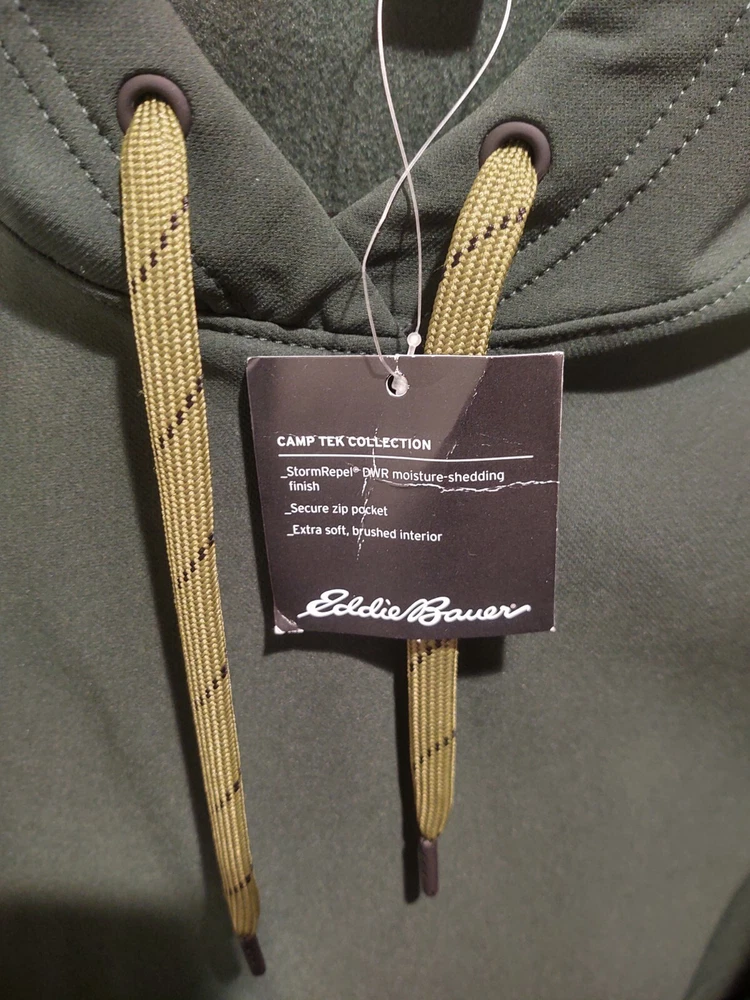 CAMP TEK COLLECTION
_StormRepel® DWR moisture-shedding
finish
_Secure zip pocket
_Extra soft, brushed interior
Eddie Bauer